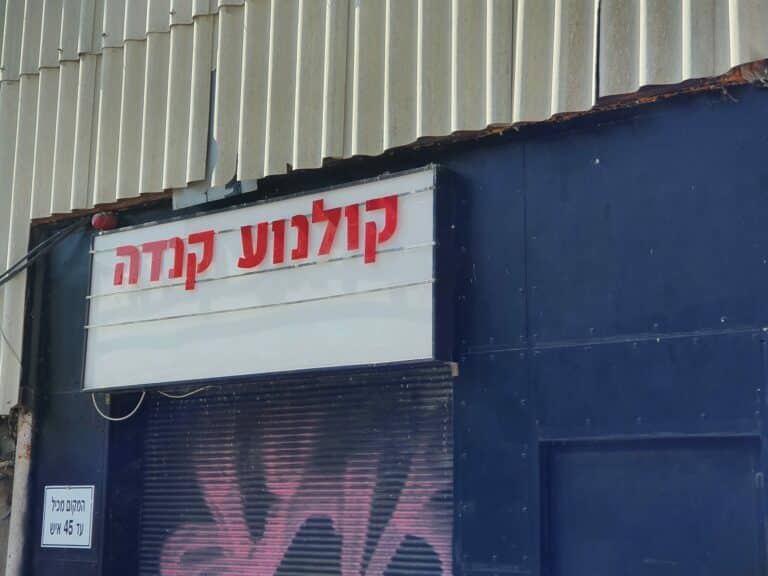 קולנוע קנדה
המקום מכיל
עד 45 איש